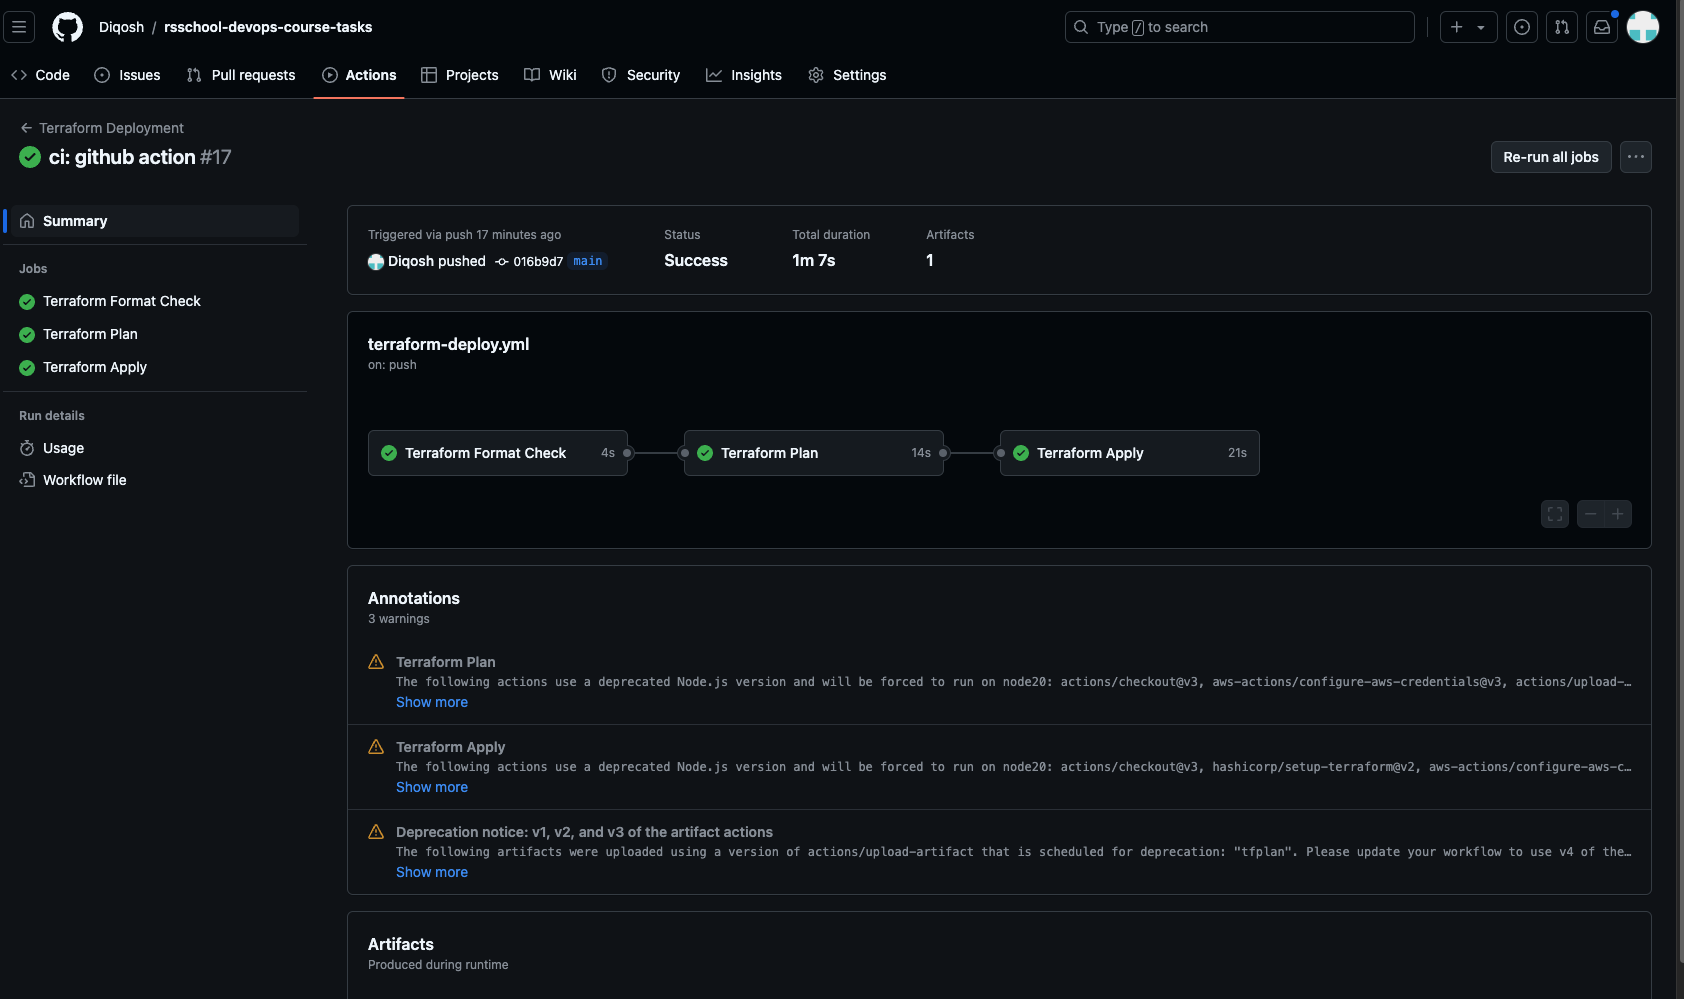 Diqosh / rsschool-devops-course-tasks
Type / to search
Code
Issues
Pull requests
Actions
Projects
Wiki
Security
Insights
Settings
Terraform Deployment
ci: github action #17
Re-run all jobs
Summary
Jobs
Terraform Format Check
Terraform Plan
Terraform Apply
Run details
Usage
Workflow file
Triggered via push 17 minutes ago
Diqosh pushed 016b9d7 main
Status
Success
Total duration
1m 7s
Artifacts
1
terraform-deploy.yml
on: push
Terraform Format Check 4s
Terraform Plan 14s
Terraform Apply 21s
Annotations
3 warnings
Terraform Plan
The following actions use a deprecated Node.js version and will be forced to run on node20: actions/checkout@v3, aws-actions/configure-aws-credentials@v3, actions/upload-…
Show more
Terraform Apply
The following actions use a deprecated Node.js version and will be forced to run on node20: actions/checkout@v3, hashicorp/setup-terraform@v2, aws-actions/configure-aws-c…
Show more
Deprecation notice: v1, v2, and v3 of the artifact actions
The following artifacts were uploaded using a version of actions/upload-artifact that is scheduled for deprecation: "tfplan". Please update your workflow to use v4 of the…
Show more
Artifacts
Produced during runtime